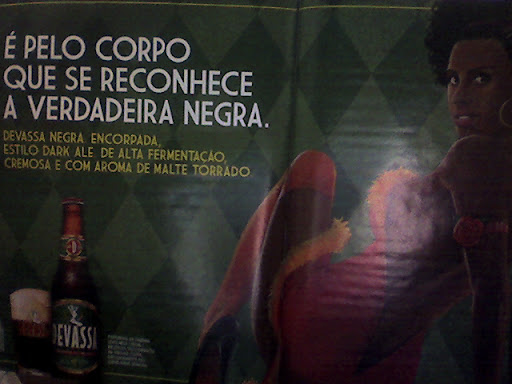 É PELO CORPO
QUE SE RECONHECE
A VERDADEIRA NEGRA.
DEVASSA NEGRA. ENCORPADA,
ESTILO DARK ALE DE ALTA FERMENTAÇÃO,
CREMOSA E COM AROMA DE MALTE TORRADO.
DEVASSA